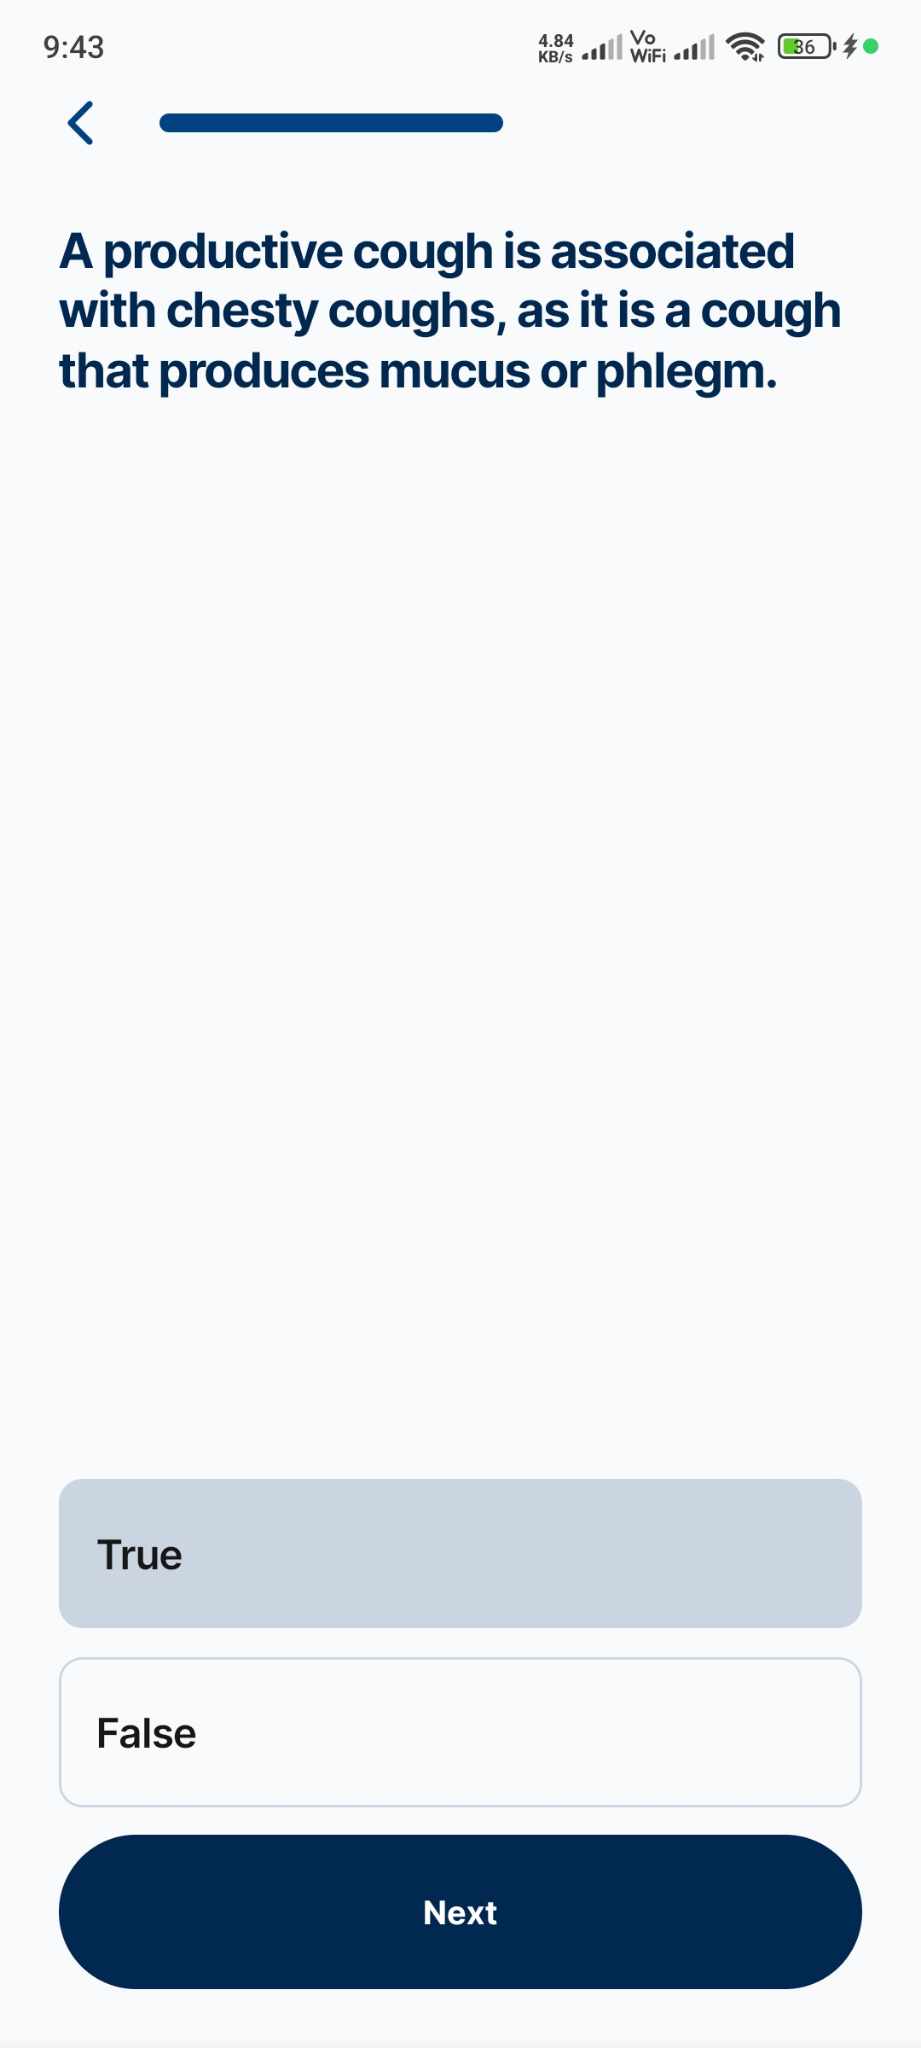 9:43
4.84
KB/s
Vo
WiFi
36
A productive cough is associated
with chesty coughs, as it is a cough
that produces mucus or phlegm.
True
False
Next